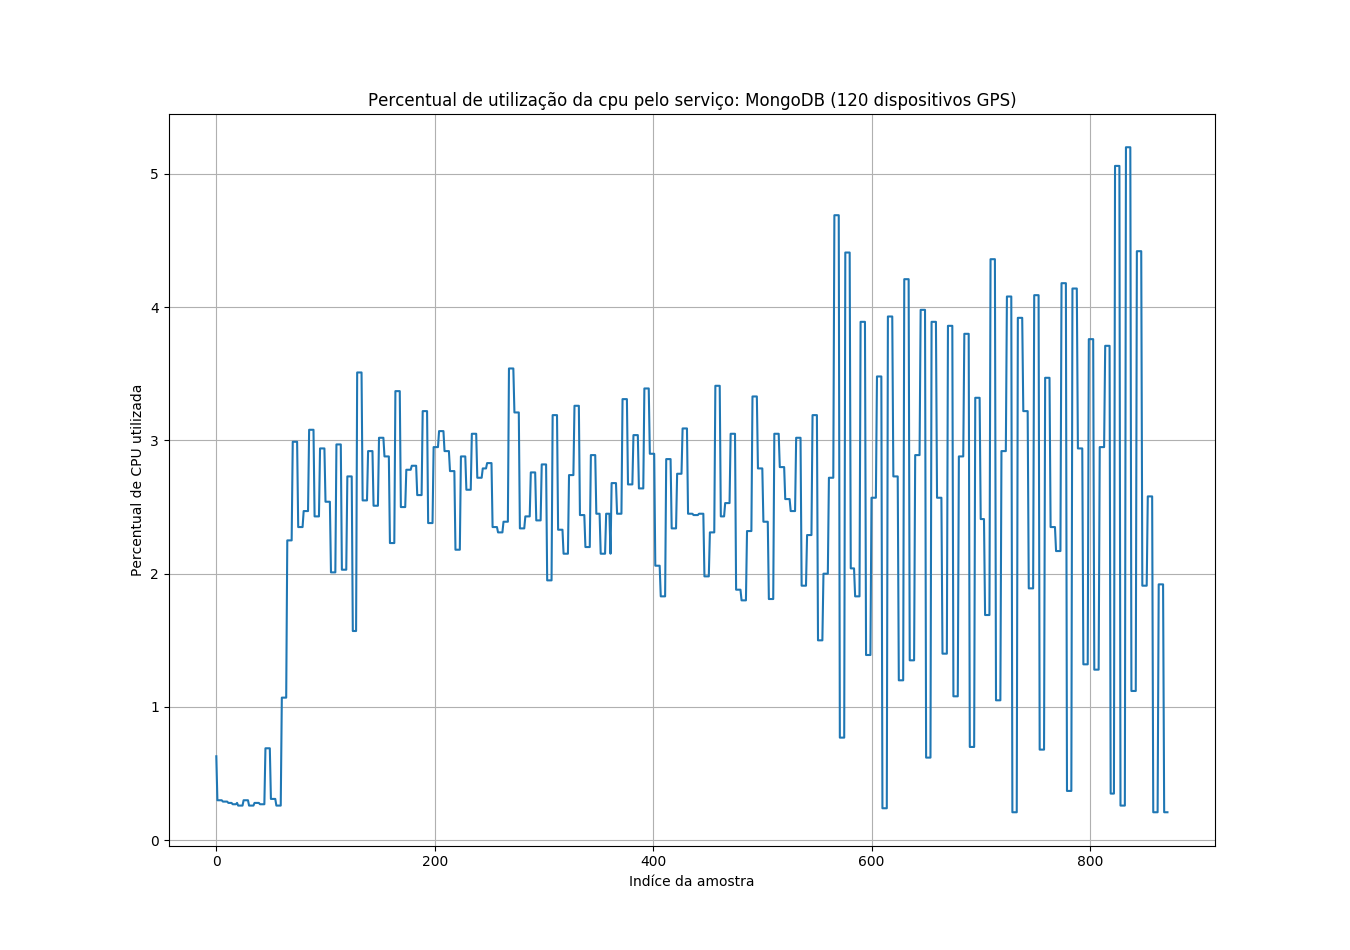 Percentual de utilização da cpu pelo serviço: MongoDB (120 dispositivos GPS)
Percentual de CPU utilizada
5
4
3
2
1
0
0 200 400 600 800
Indíce da amostra